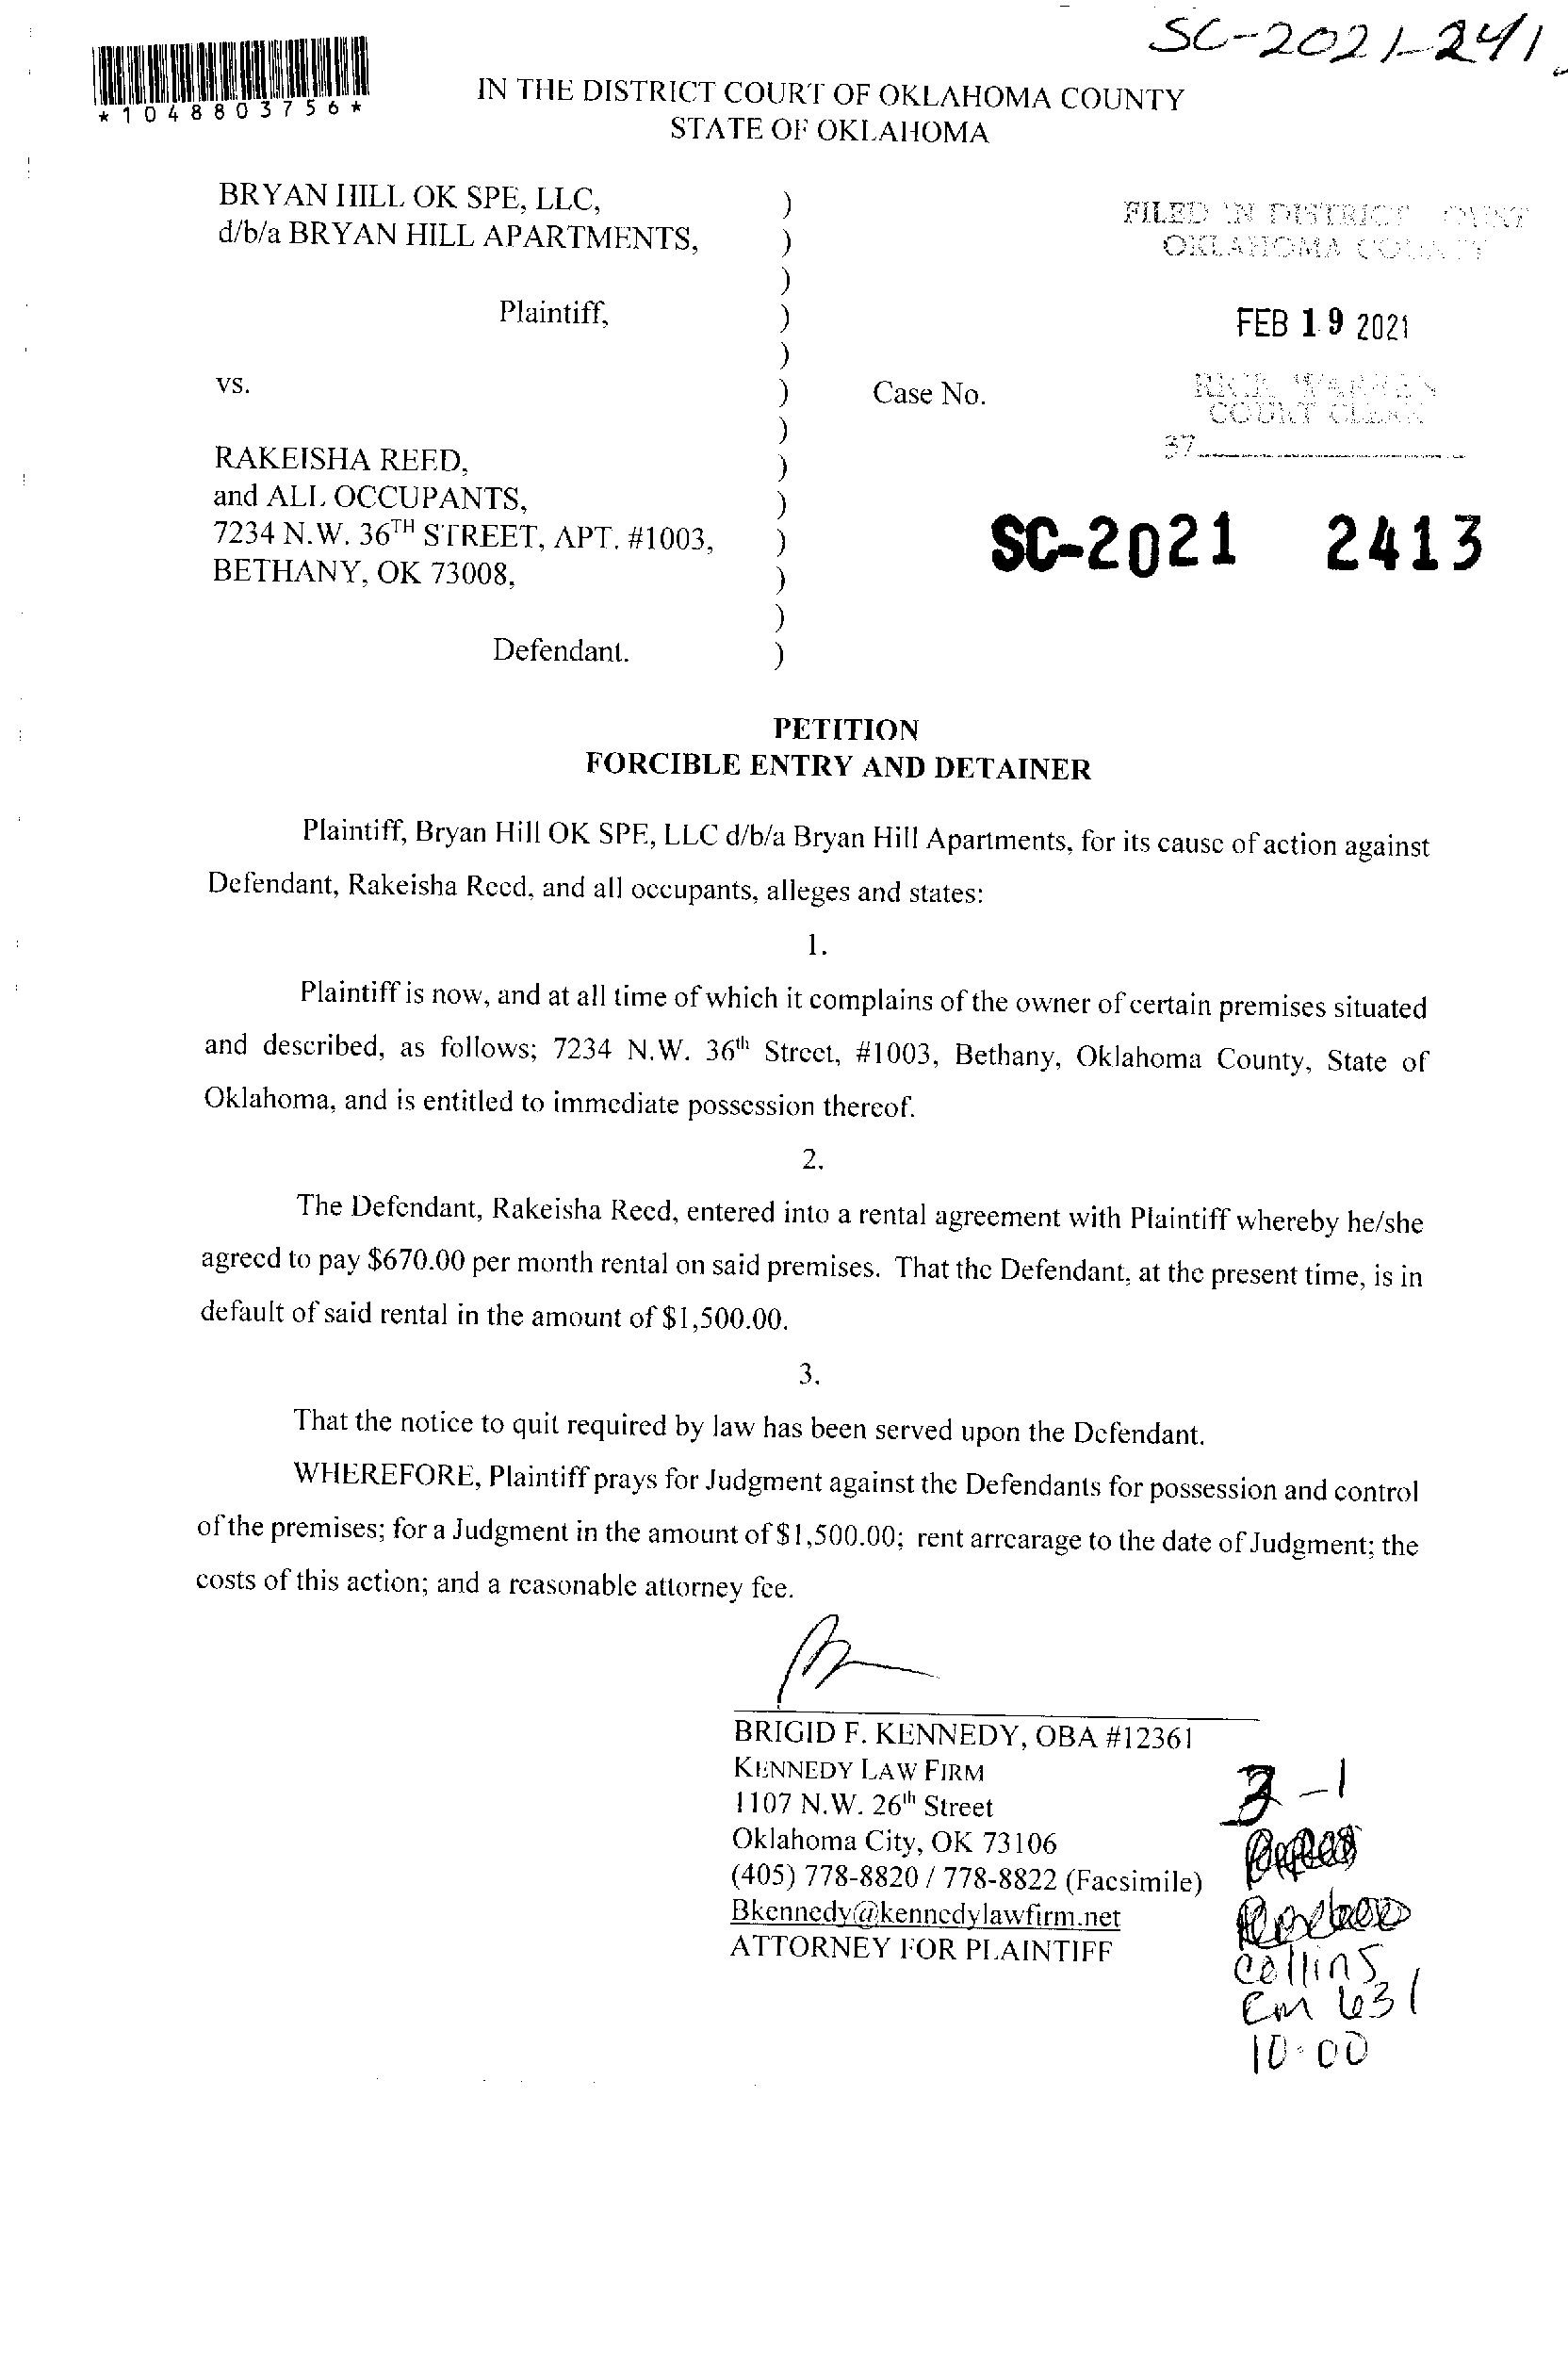 SC-2021-241
*1048803756*
IN THE DISTRICT COURT OF OKLAHOMA COUNTY
STATE OF OKLAHOMA
BRYAN HILL OK SPE, LLC, )
d/b/a BRYAN HILL APARTMENTS, )
)
Plaintiff, )
)
vs. ) Case No.
)
RAKEISHA REED, )
and ALL OCCUPANTS, )
7234 N.W. 36TH STREET, APT. #1003, )
BETHANY, OK 73008, )
)
Defendant. )
FILED IN DISTRICT COURT
OKLAHOMA COUNTY
FEB 19 2021
RICK WARREN
COURT CLERK
37
SC-2021 2413
PETITION
FORCIBLE ENTRY AND DETAINER
Plaintiff, Bryan Hill OK SPE, LLC d/b/a Bryan Hill Apartments, for its cause of action against
Defendant, Rakeisha Reed, and all occupants, alleges and states:
1.
Plaintiff is now, and at all time of which it complains of the owner of certain premises situated
and described, as follows; 7234 N.W. 36th Street, #1003, Bethany, Oklahoma County, State of
Oklahoma, and is entitled to immediate possession thereof.
2.
The Defendant, Rakeisha Reed, entered into a rental agreement with Plaintiff whereby he/she
agreed to pay $670.00 per month rental on said premises. That the Defendant, at the present time, is in
default of said rental in the amount of $1,500.00.
3.
That the notice to quit required by law has been served upon the Defendant.
WHEREFORE, Plaintiff prays for Judgment against the Defendants for possession and control
of the premises; for a Judgment in the amount of $1,500.00; rent arrearage to the date of Judgment; the
costs of this action; and a reasonable attorney fee.
BRIGID F. KENNEDY, OBA #12361
KENNEDY LAW FIRM
1107 N.W. 26th Street
Oklahoma City, OK 73106
(405) 778-8820 / 778-8822 (Facsimile)
Bkennedy@kennedylawfirm.net
ATTORNEY FOR PLAINTIFF
3-1
Collins
Rm 631
10:00